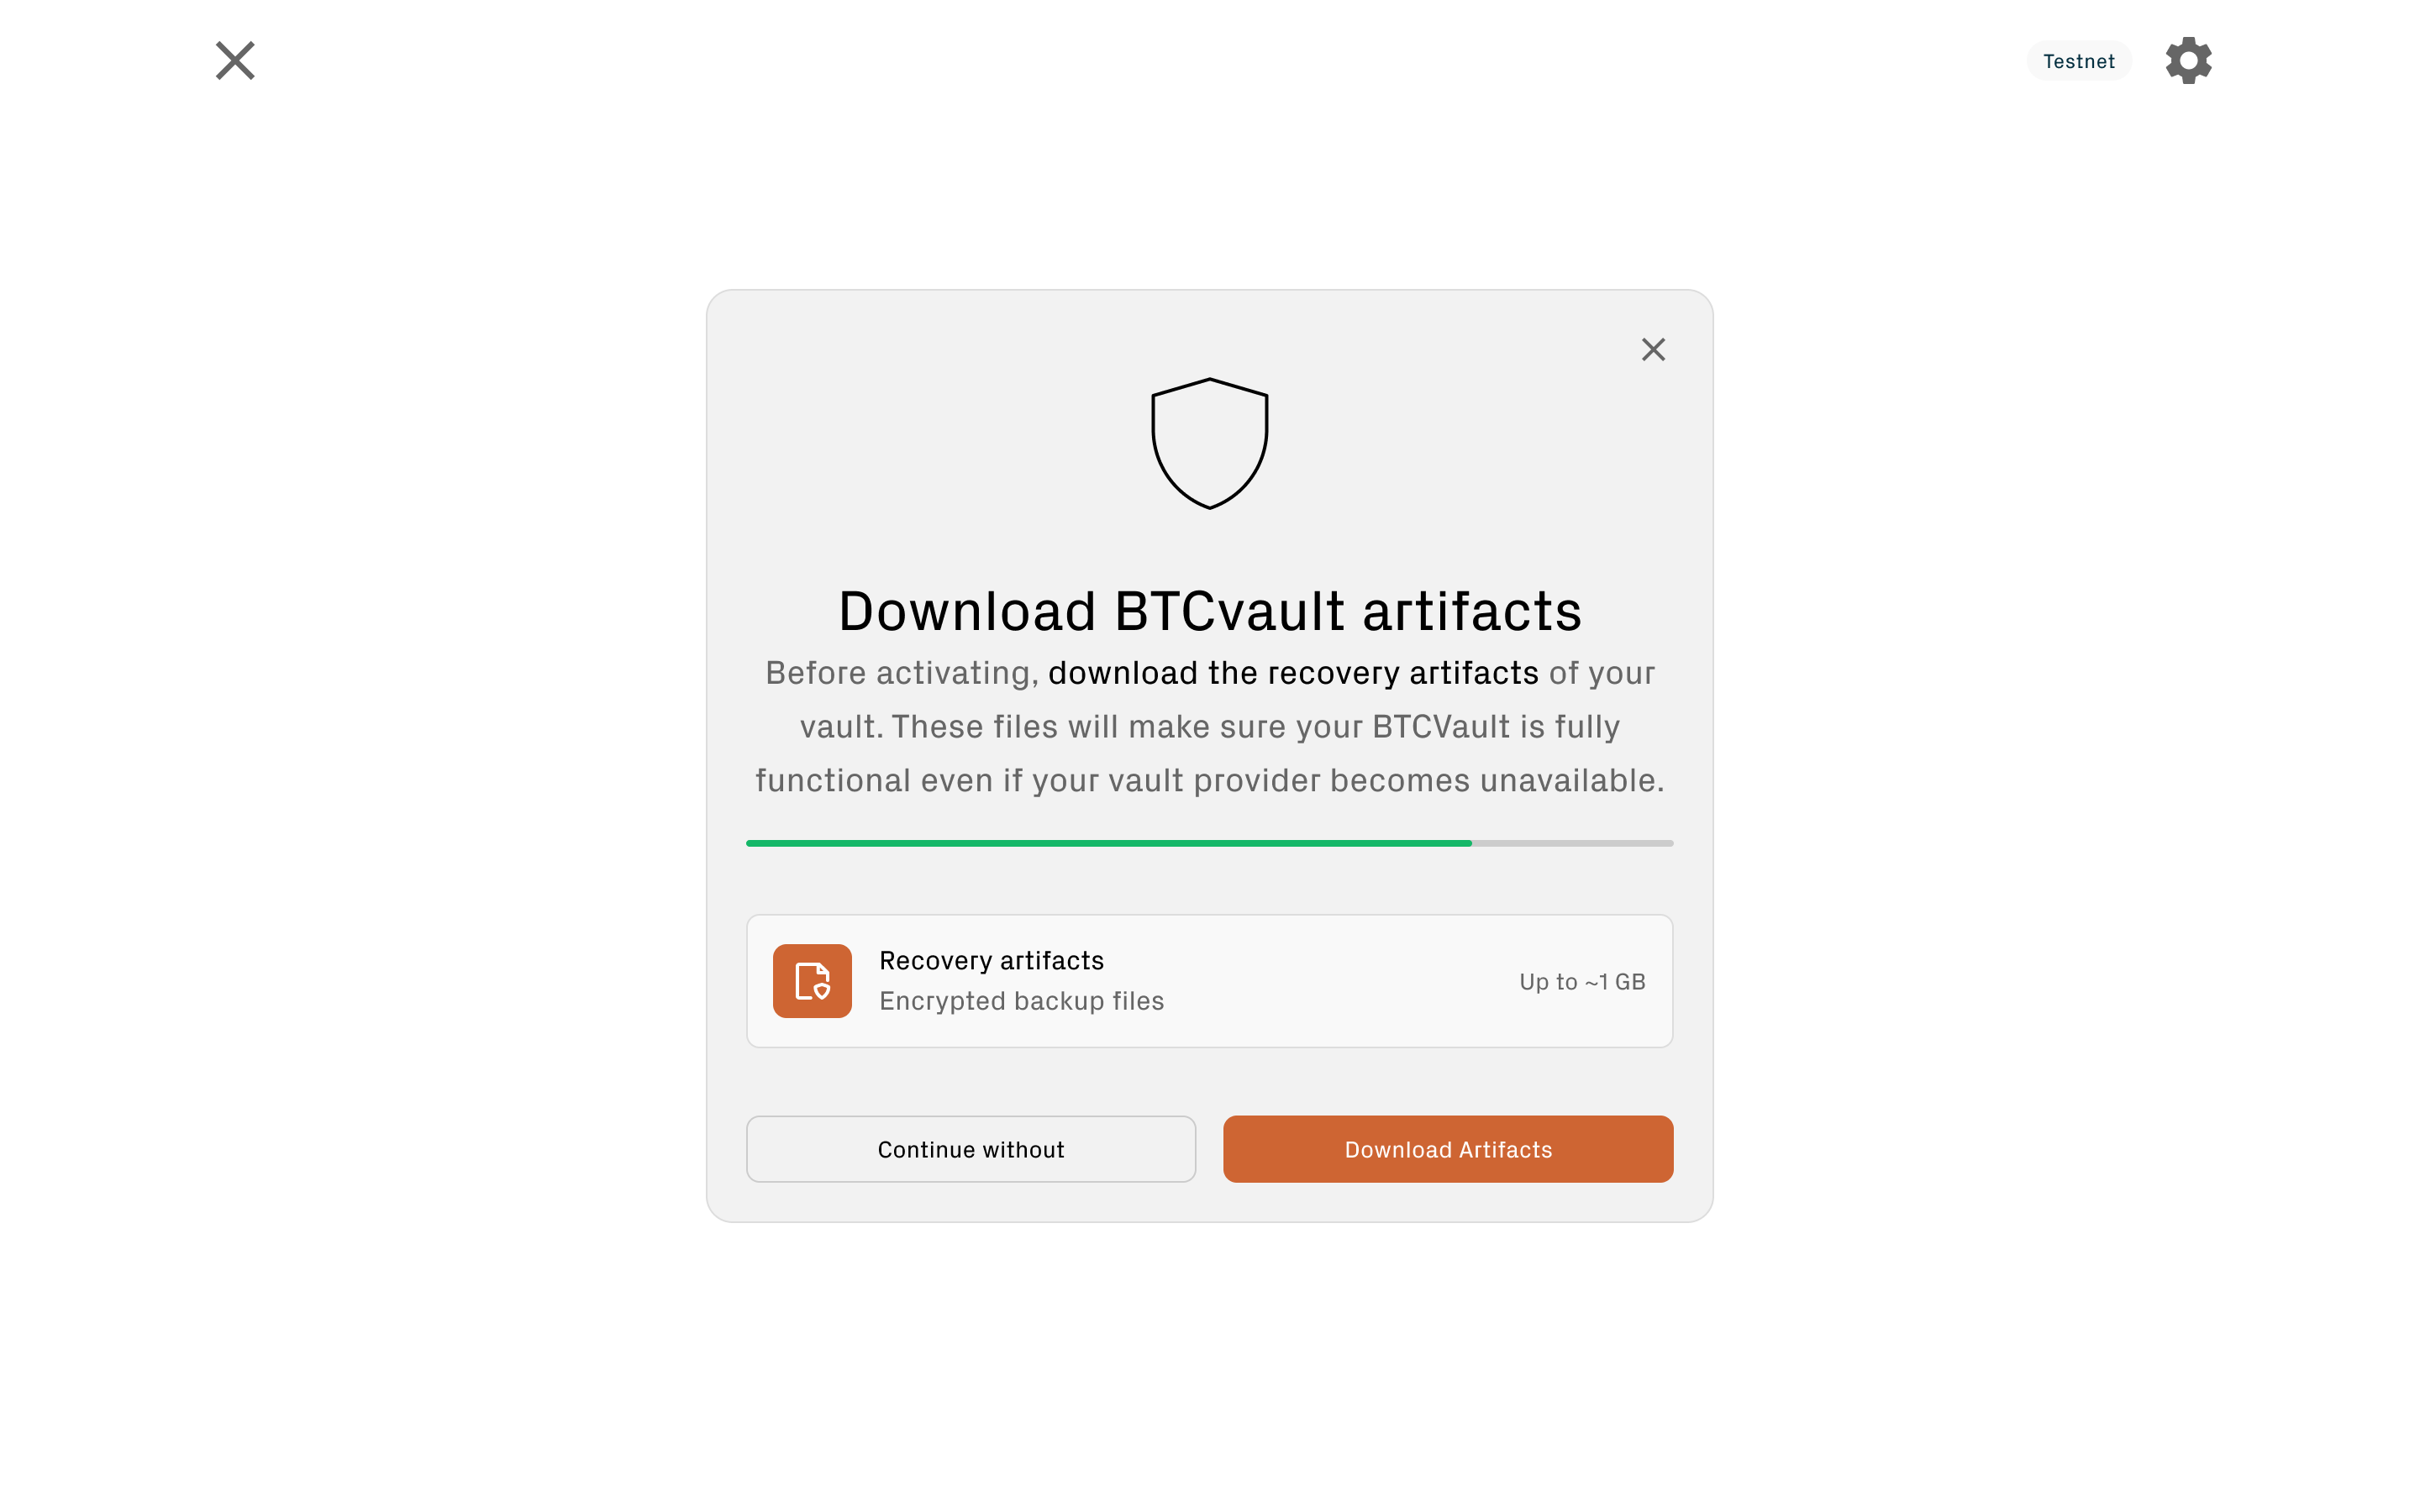 Testnet
Download BTCvault artifacts
Before activating, download the recovery artifacts of your
vault. These files will make sure your BTCVault is fully
functional even if your vault provider becomes unavailable.
Recovery artifacts
Encrypted backup files
Up to ~1 GB
Continue without
Download Artifacts